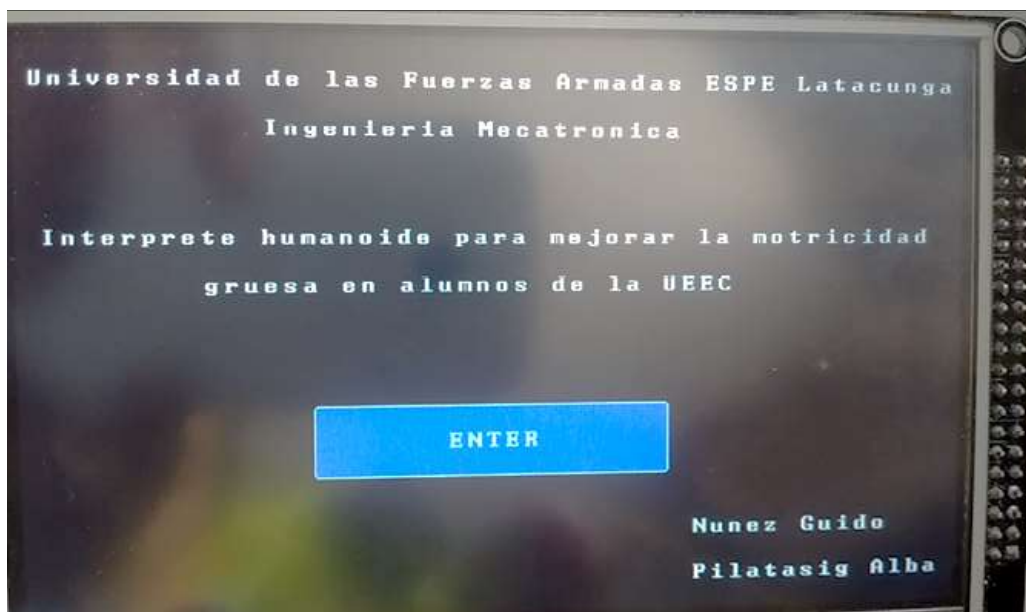 Universidad de las Fuerzas Armadas ESPE Latacunga
Ingenieria Mecatronica
Interprete humanoide para mejorar la motricidad
gruesa en alumnos de la UEEC
ENTER
Nunez Guido
Pilatasig Alba